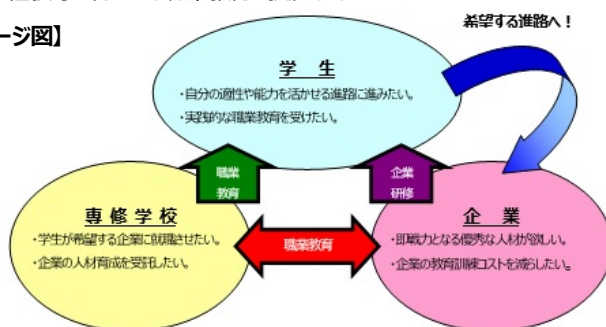 希望する進路へ！
ージ図】
学 生
・自分の適性や能力を活かせる進路に進みたい。
・実践的な職業教育を受けたい。
職業
教育
企業
研修
専 修 学 校
・学生が希望する企業に就職させたい。
・企業の人材育成を受託したい。
職業教育
企 業
・即戦力となる優秀な人材が欲しい。
・企業の教育訓練コストを減らしたい。